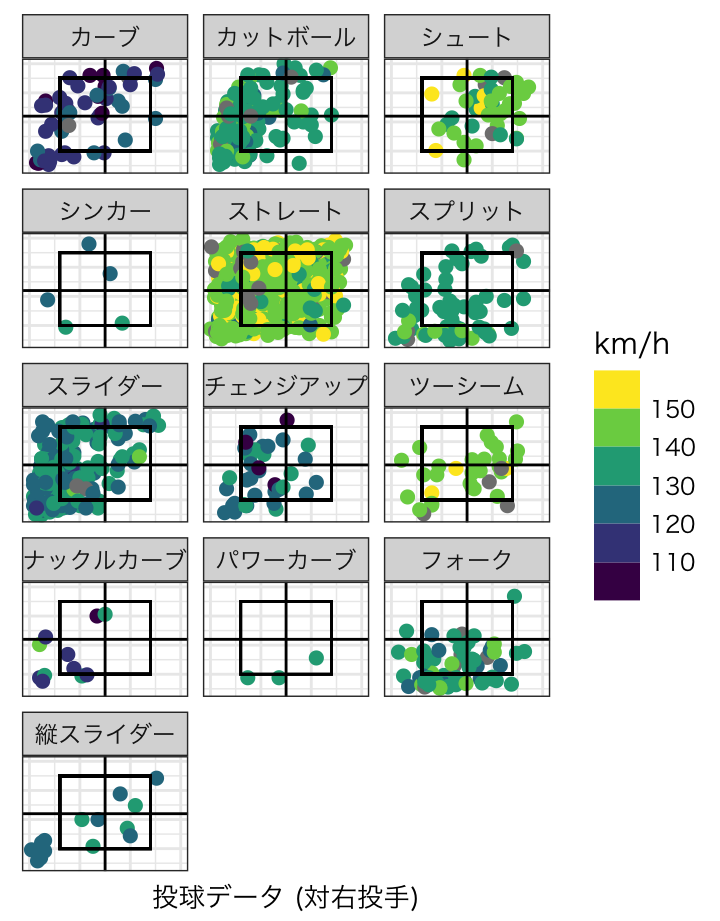 カーブ
カットボール
シュート
シンカー
ストレート
スプリット
スライダー
チェンジアップ
ツーシーム
ナックルカーブ
パワーカーブ
フォーク
縦スライダー
km/h
150
140
130
120
110
投球データ (対右投手)